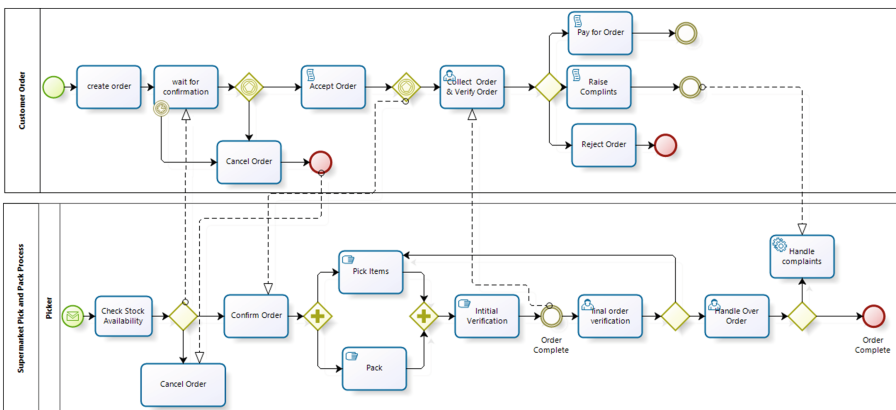 Customer Order
create order
wait for
confirmation
Accept Order
Collect Order
& Verify Order
Pay for Order
Raise
Complints
Reject Order
Cancel Order
Supermarket Pick and Pack Process
Picker
Check Stock
Availability
Confirm Order
Pick Items
Pack
Intitial
Verification
Order
Complete
final order
verification
Handle Over
Order
Handle
complaints
Order
Complete
Cancel Order